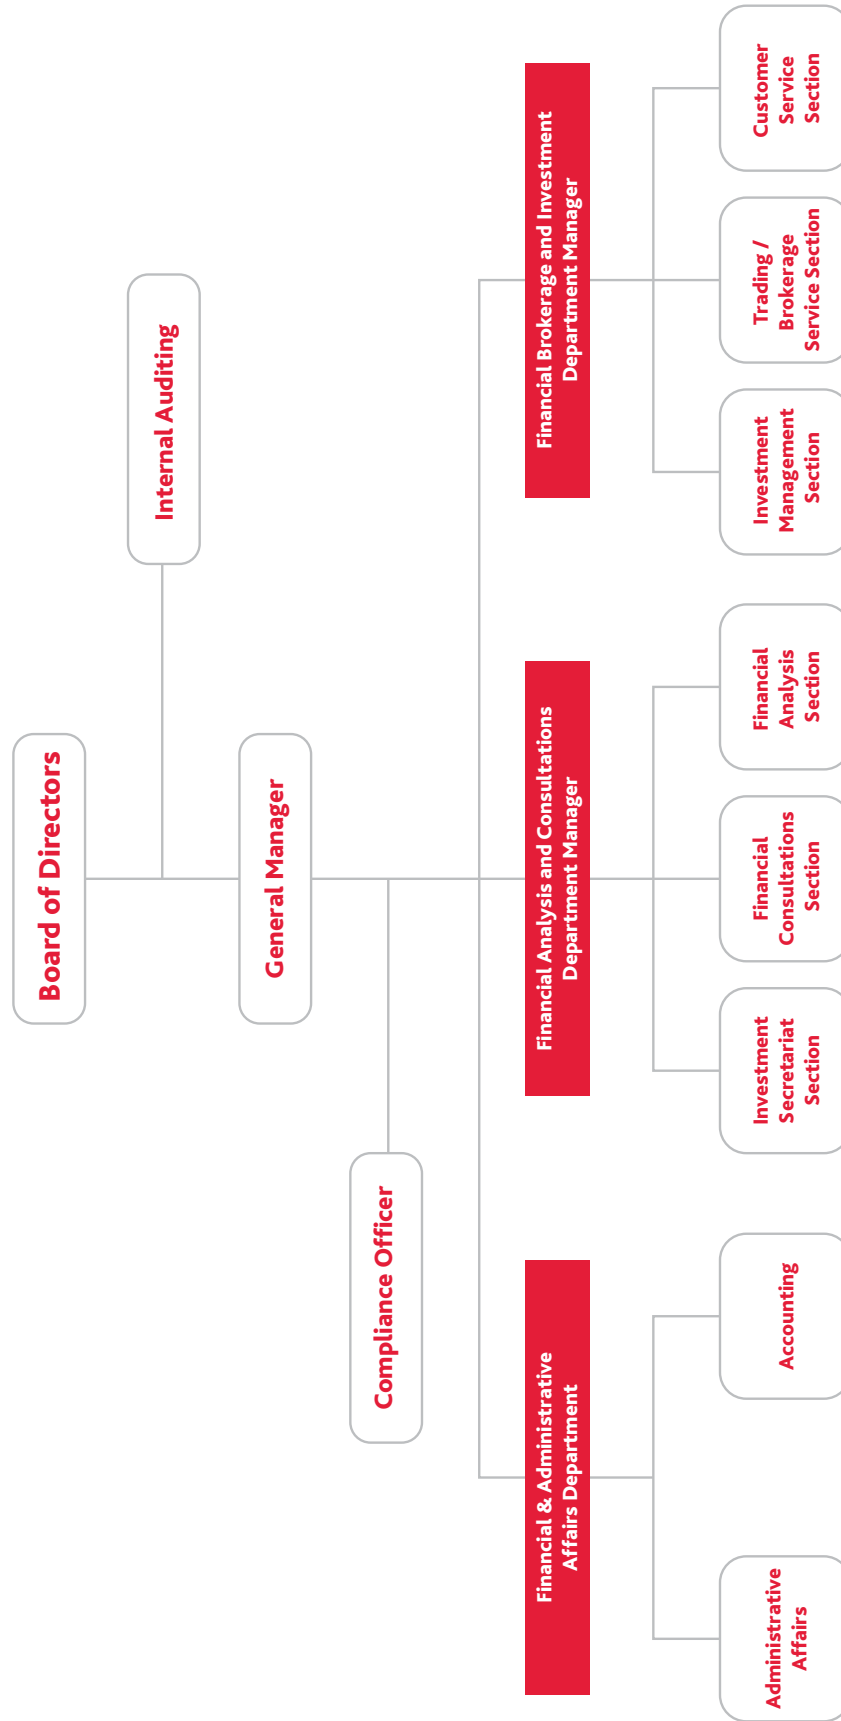 Board of Directors
Internal Auditing
General Manager
Compliance Officer
Financial & Administrative
Affairs Department
Financial Analysis and Consultations
Department Manager
Financial Brokerage and Investment
Department Manager
Administrative
Affairs
Accounting
Investment
Secretariat
Section
Financial
Consultations
Section
Financial
Analysis
Section
Investment
Management
Section
Trading /
Brokerage
Service Section
Customer
Service
Section